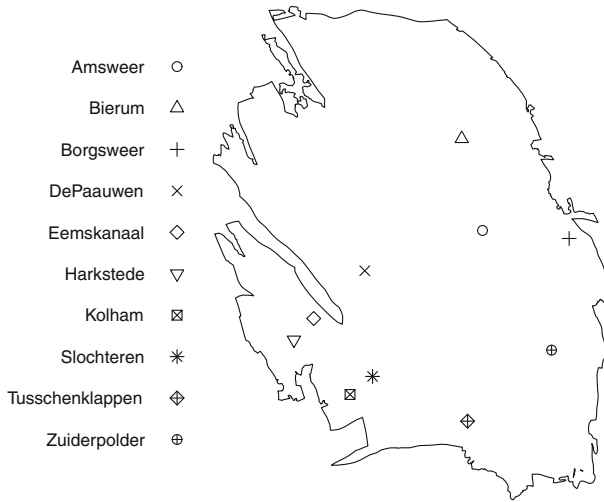 Amsweer
Bierum
Borgsweer
DePaauwen
Eemskanaal
Harkstede
Kolham
Slochteren
Tusschenklappen
Zuiderpolder